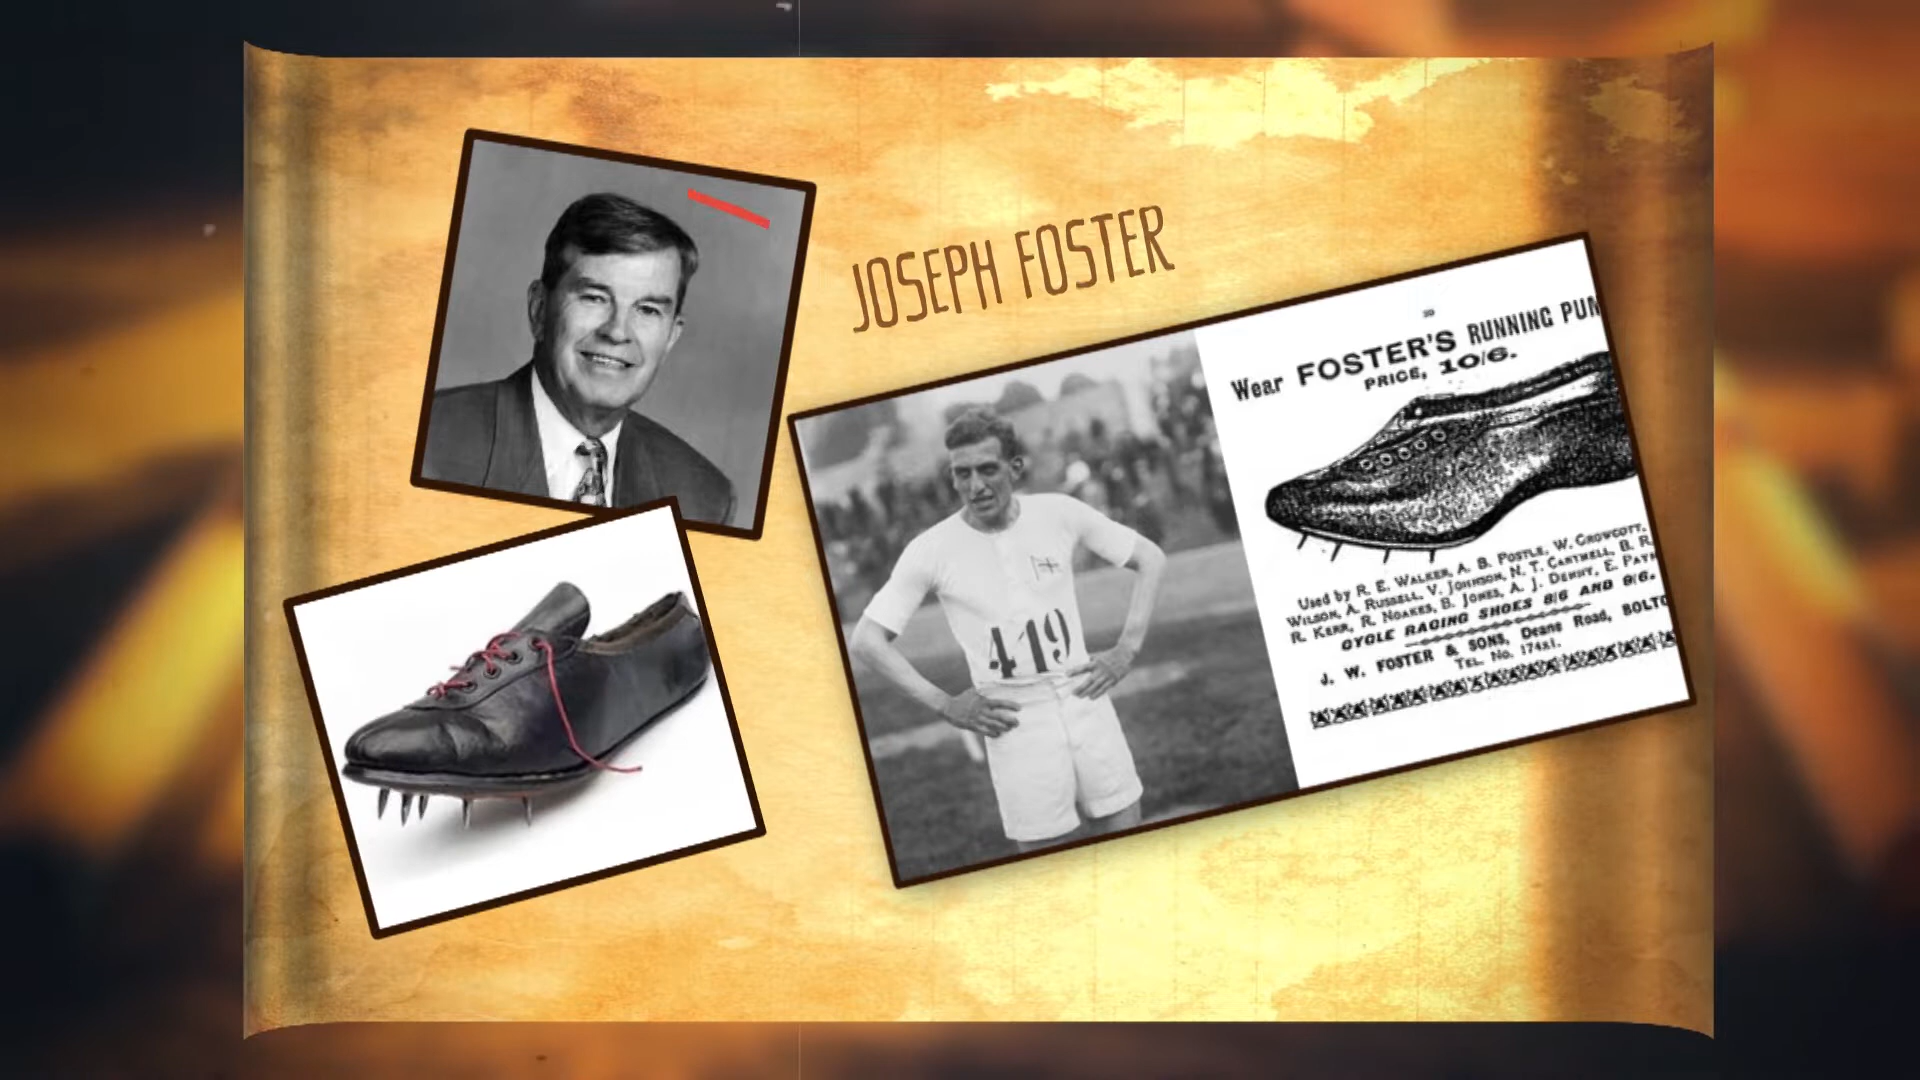 JOSEPH FOSTER
Wear FOSTER'S RUNNING PUM
PRICE, 10/6.
Used by R. E. WALKER, A. B. POSTLE, W. CROWCOTT,
WILSON, A. RUSSELL, V. JOHNSON, N. T. CANTWELL, B. R.
R. KERR, R. NOAKES, B. JONES, A. J. DENNY, E. PAYN
CYCLE RACING SHOES 8/6 AND 9/6.
J. W. FOSTER & SONS, Deane Road, BOLTO
TEL. No. 174x1.
419